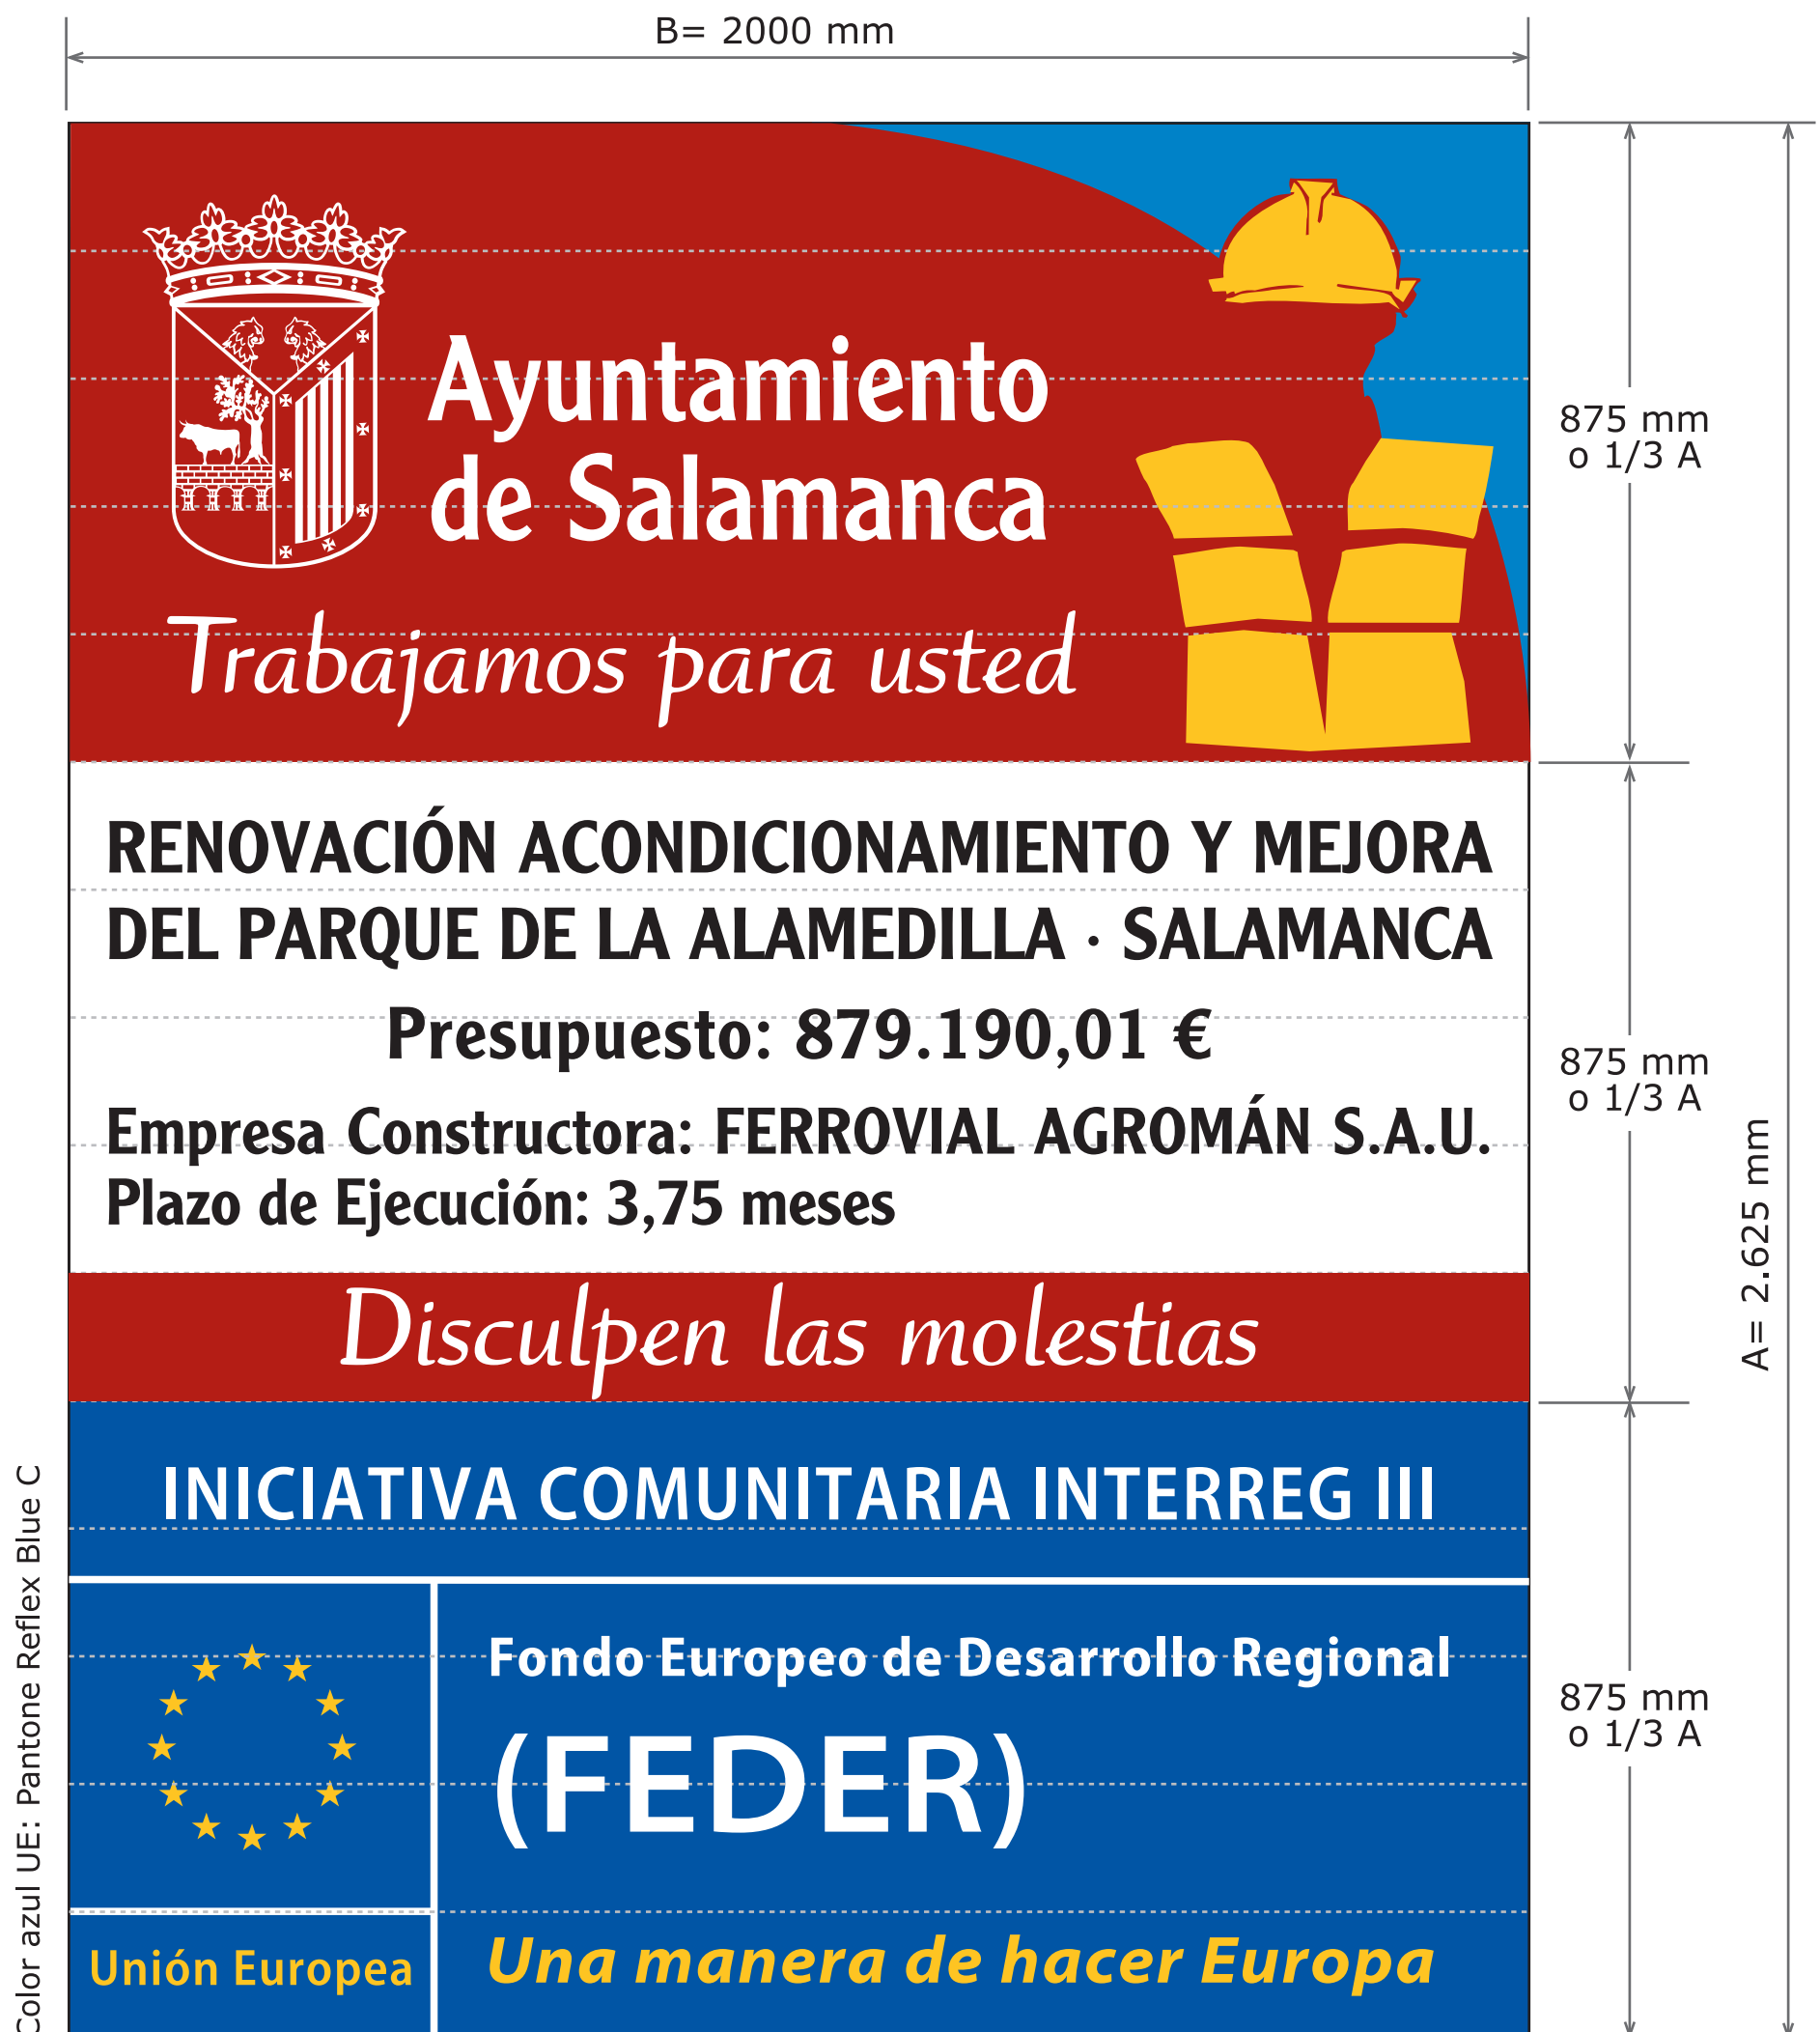 B= 2000 mm
Ayuntamiento
de Salamanca
Trabajamos para usted
875 mm
o 1/3 A
RENOVACIÓN ACONDICIONAMIENTO Y MEJORA
DEL PARQUE DE LA ALAMEDILLA · SALAMANCA
Presupuesto: 879.190,01 €
Empresa Constructora: FERROVIAL AGROMÁN S.A.U.
Plazo de Ejecución: 3,75 meses
875 mm
o 1/3 A
A= 2.625 mm
Disculpen las molestias
INICIATIVA COMUNITARIA INTERREG III
Color azul UE: Pantone Reflex Blue C
Fondo Europeo de Desarrollo Regional
(FEDER)
875 mm
o 1/3 A
Unión Europea
Una manera de hacer Europa